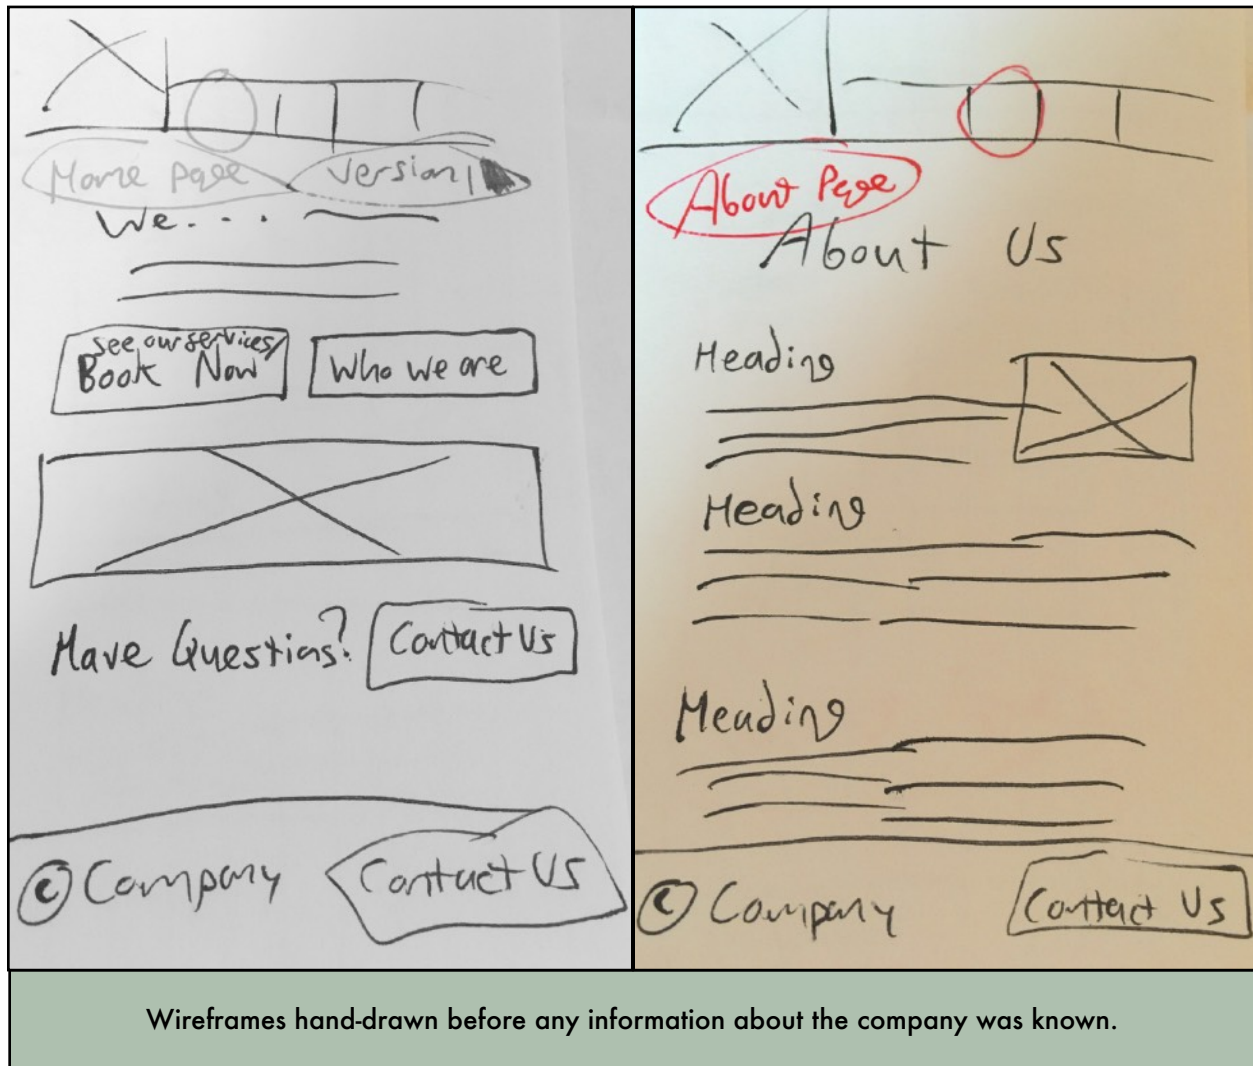 Home Page
Version 1
We. . . .
See our services/
Book Now
Who we are
Have Questions?
Contact Us
© Company
Contact Us
About Page
About Us
Heading
Heading
Heading
© Company
Contact Us
Wireframes hand-drawn before any information about the company was known.